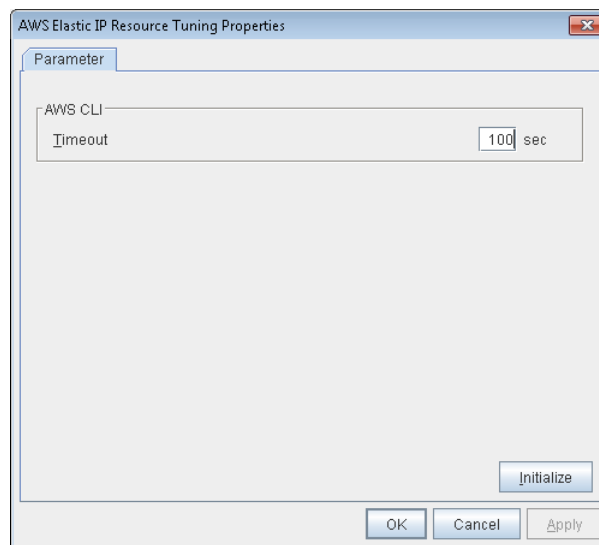 AWS Elastic IP Resource Tuning Properties
Parameter
AWS CLI
Timeout 100 sec
Initialize
OK Cancel Apply